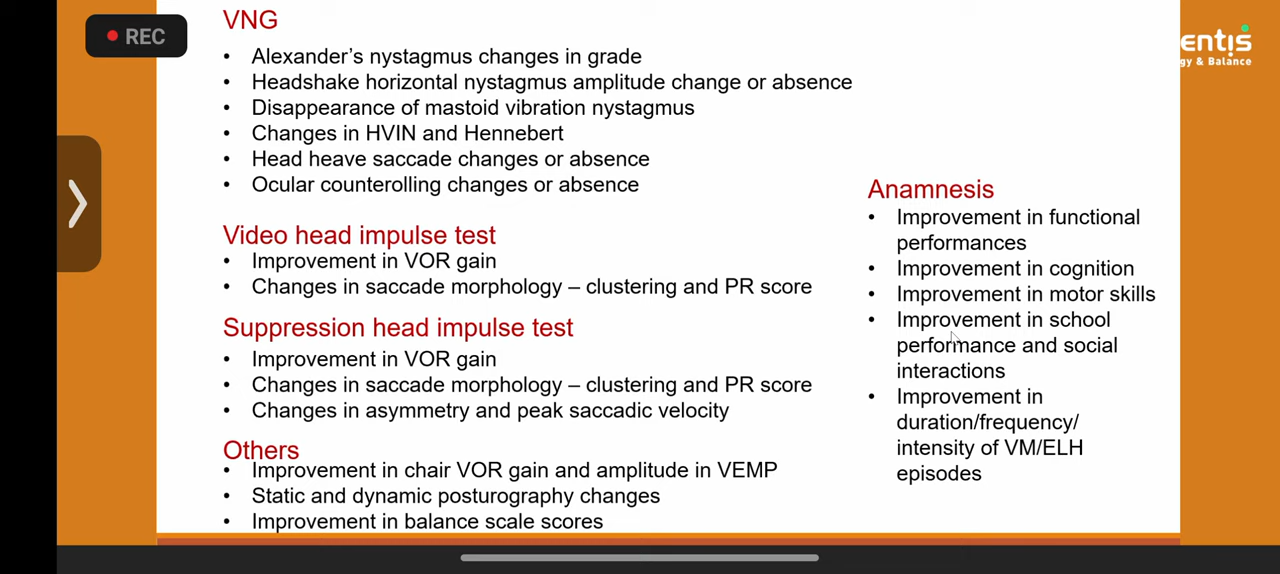 REC
VNG
• Alexander's nystagmus changes in grade
• Headshake horizontal nystagmus amplitude change or absence
• Disappearance of mastoid vibration nystagmus
• Changes in HVIN and Hennebert
• Head heave saccade changes or absence
• Ocular counterolling changes or absence
Video head impulse test
• Improvement in VOR gain
• Changes in saccade morphology – clustering and PR score
Suppression head impulse test
• Improvement in VOR gain
• Changes in saccade morphology – clustering and PR score
• Changes in asymmetry and peak saccadic velocity
Others
• Improvement in chair VOR gain and amplitude in VEMP
• Static and dynamic posturography changes
• Improvement in balance scale scores
Anamnesis
• Improvement in functional
performances
• Improvement in cognition
• Improvement in motor skills
• Improvement in school
performance and social
interactions
• Improvement in
duration/frequency/
intensity of VM/ELH
episodes
entis
gy & Balance